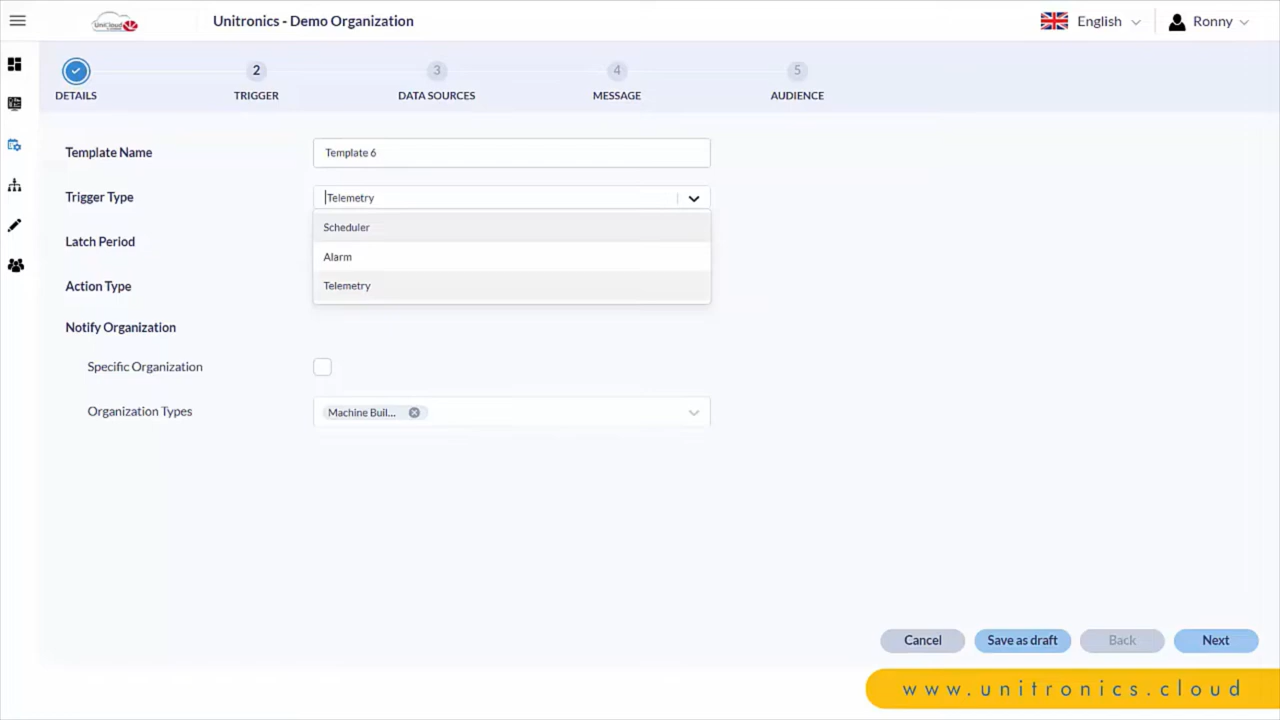 UniCloud
Unitronics - Demo Organization
English
Ronny
DETAILS
2
TRIGGER
3
DATA SOURCES
4
MESSAGE
5
AUDIENCE
Template Name
Template 6
Trigger Type
Telemetry
Scheduler
Latch Period
Alarm
Action Type
Telemetry
Notify Organization
Specific Organization
Organization Types
Machine Buil...
Cancel
Save as draft
Back
Next
www.unitronics.cloud